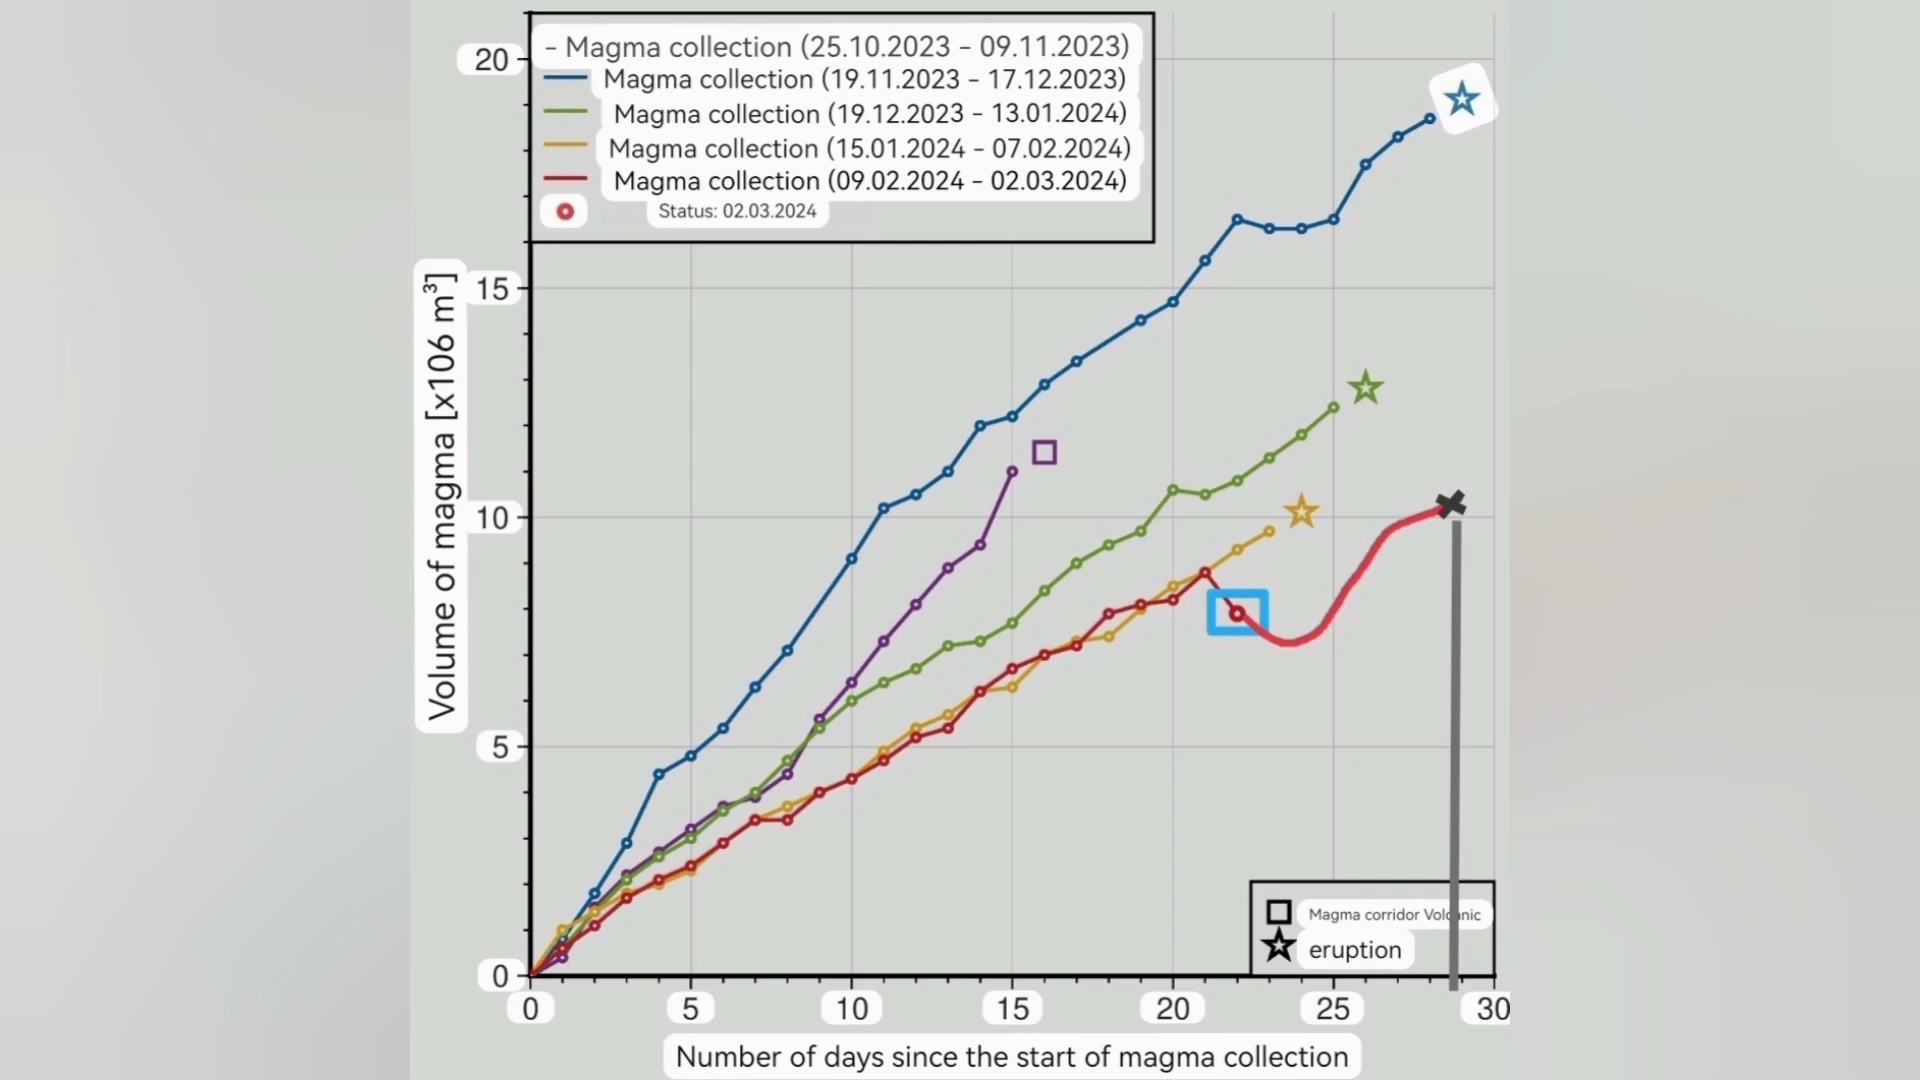 – Magma collection (25.10.2023 – 09.11.2023)
Magma collection (19.11.2023 – 17.12.2023)
Magma collection (19.12.2023 – 13.01.2024)
Magma collection (15.01.2024 – 07.02.2024)
Magma collection (09.02.2024 – 02.03.2024)
Status: 02.03.2024
Volume of magma [x106 m³]
20
15
10
5
0
Magma corridor Volcanic
eruption
0 5 10 15 20 25 30
Number of days since the start of magma collection